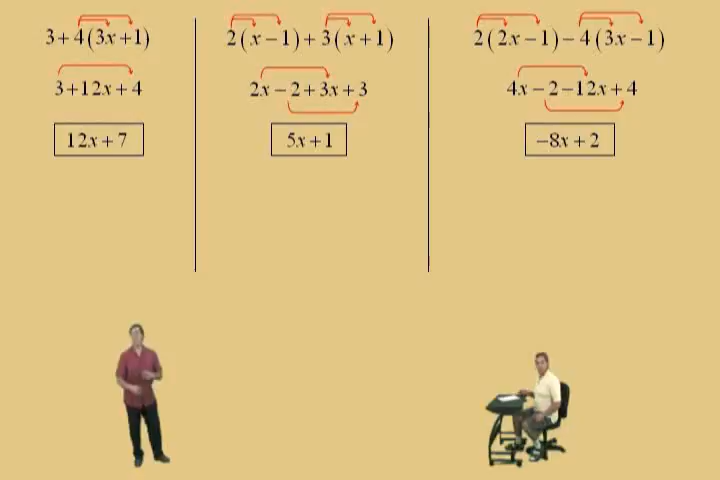 3+4(3x+1)
3+12x+4
12x+7
2(x−1)+3(x+1)
2x−2+3x+3
5x+1
2(2x−1)−4(3x−1)
4x−2−12x+4
−8x+2